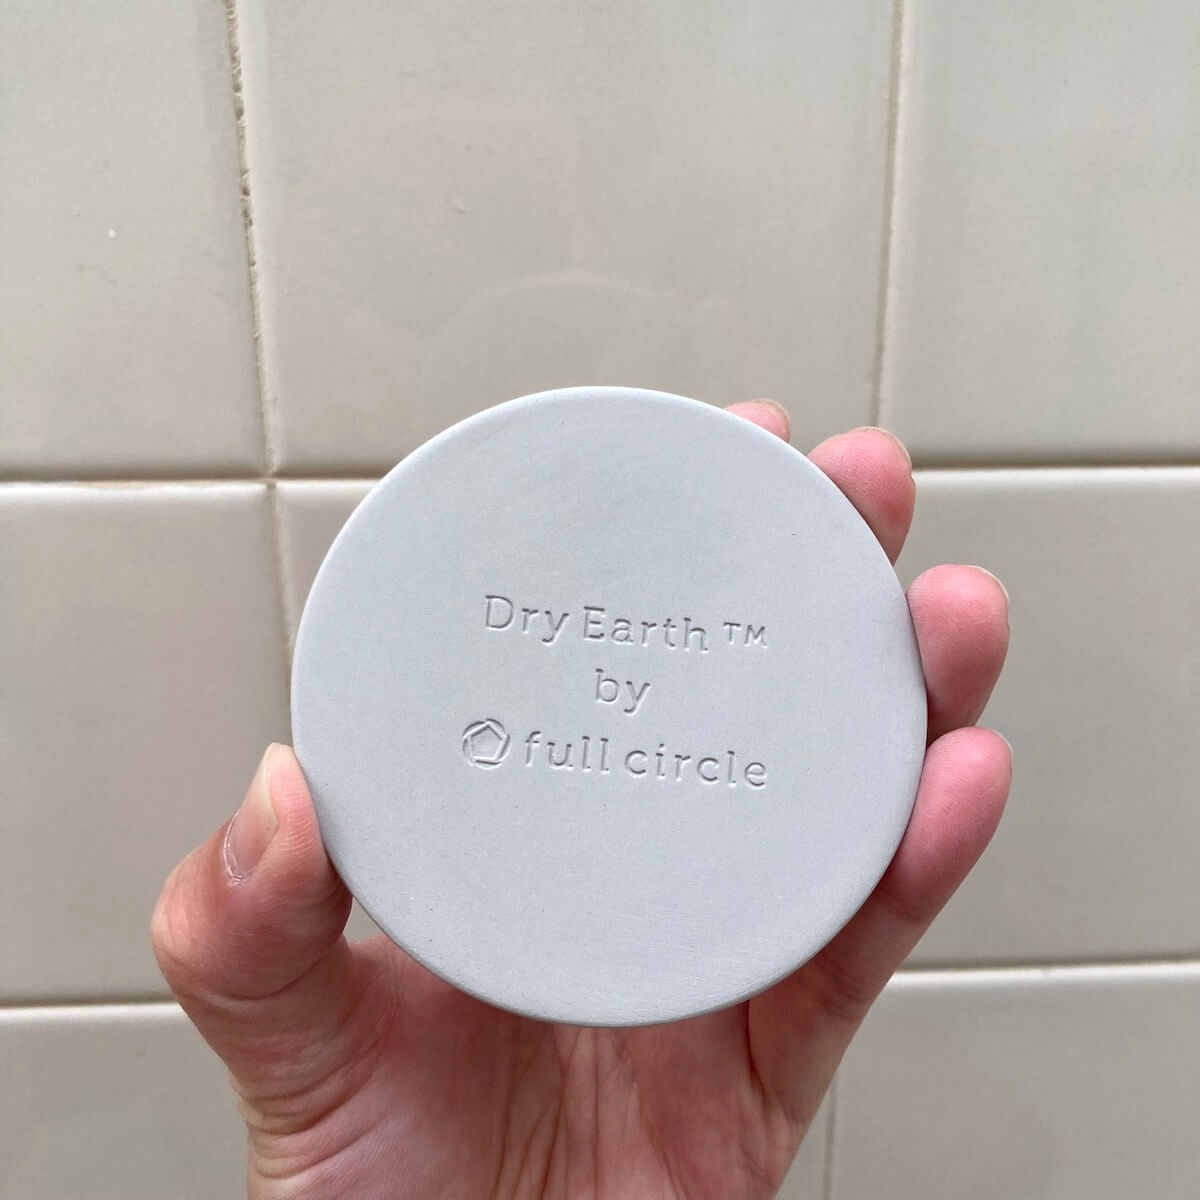 Dry Earth ™
by
full circle